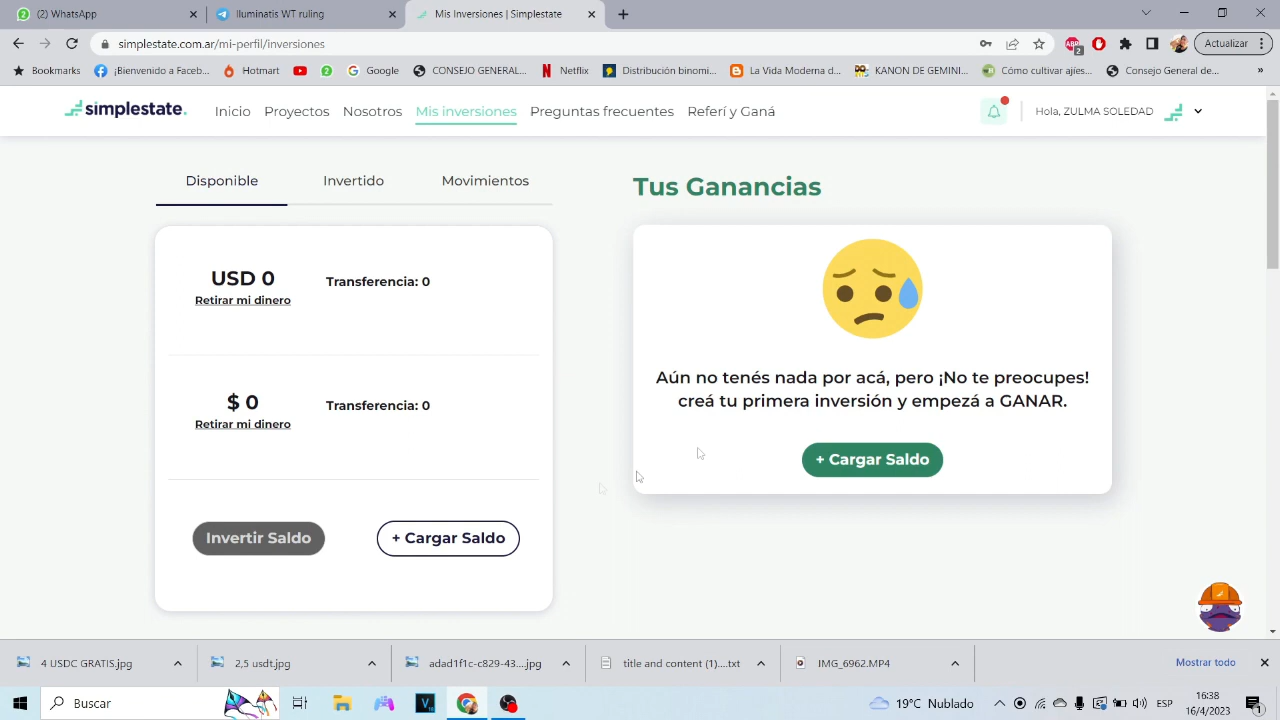 (2) WhatsApp
Iluminatis WT ruling
Mis Inversiones | Simplestate
simplestate.com.ar/mi-perfil/inversiones
2
Actualizar
Bookmarks
¡Bienvenido a Faceb...
Hotmart
2
Google
CONSEJO GENERAL...
Netflix
Distribución binomi...
La Vida Moderna d...
KANON DE GEMINI...
Cómo cultivar ajíes...
Consejo General de...
»
simplestate.
Inicio
Proyectos
Nosotros
Mis inversiones
Preguntas frecuentes
Referí y Ganá
Hola, ZULMA SOLEDAD
Disponible
Invertido
Movimientos
USD 0
Transferencia: 0
Retirar mi dinero
$ 0
Transferencia: 0
Retirar mi dinero
Invertir Saldo
+ Cargar Saldo
Tus Ganancias
Aún no tenés nada por acá, pero ¡No te preocupes!
creá tu primera inversión y empezá a GANAR.
+ Cargar Saldo
4 USDC GRATIS.jpg
2,5 usdt.jpg
adad1f1c-c829-43....jpg
title and content (1)....txt
IMG_6962.MP4
Mostrar todo
Buscar
19°C Nublado
ESP
16:38
16/4/2023
1